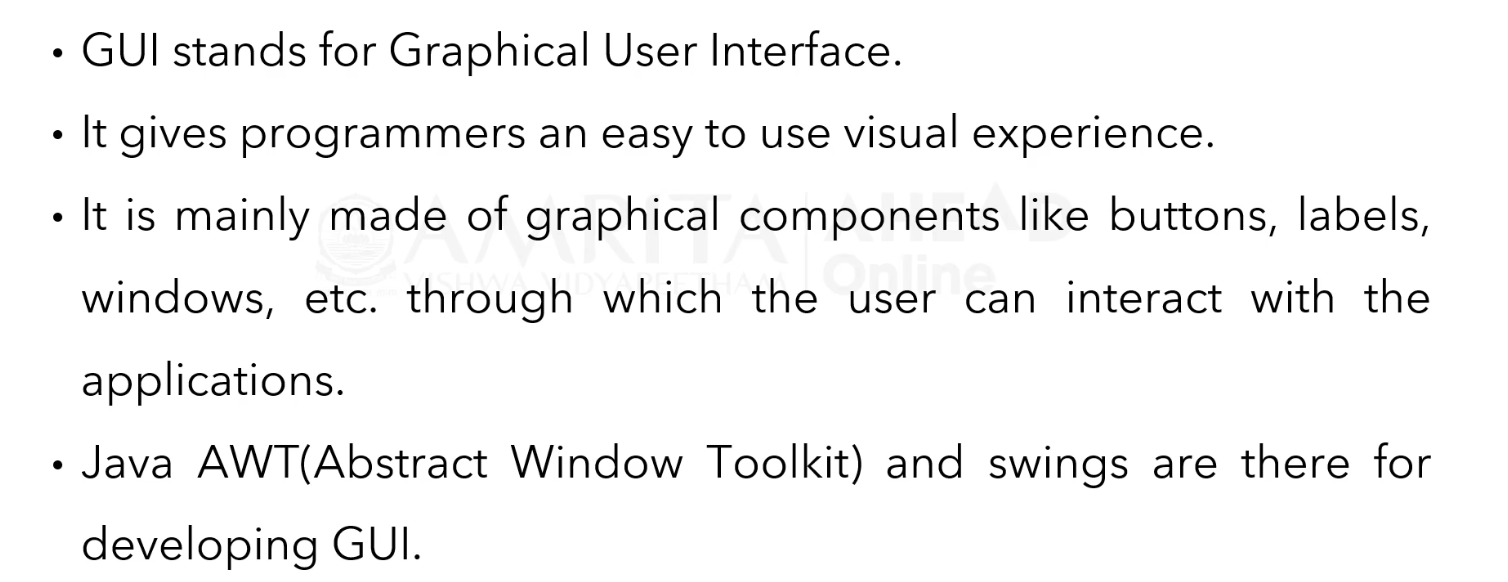 • GUI stands for Graphical User Interface.
• It gives programmers an easy to use visual experience.
• It is mainly made of graphical components like buttons, labels,
windows, etc. through which the user can interact with the
applications.
• Java AWT(Abstract Window Toolkit) and swings are there for
developing GUI.
AMRITA
VISHWA VIDYAPEETHAM
AHEAD
Online